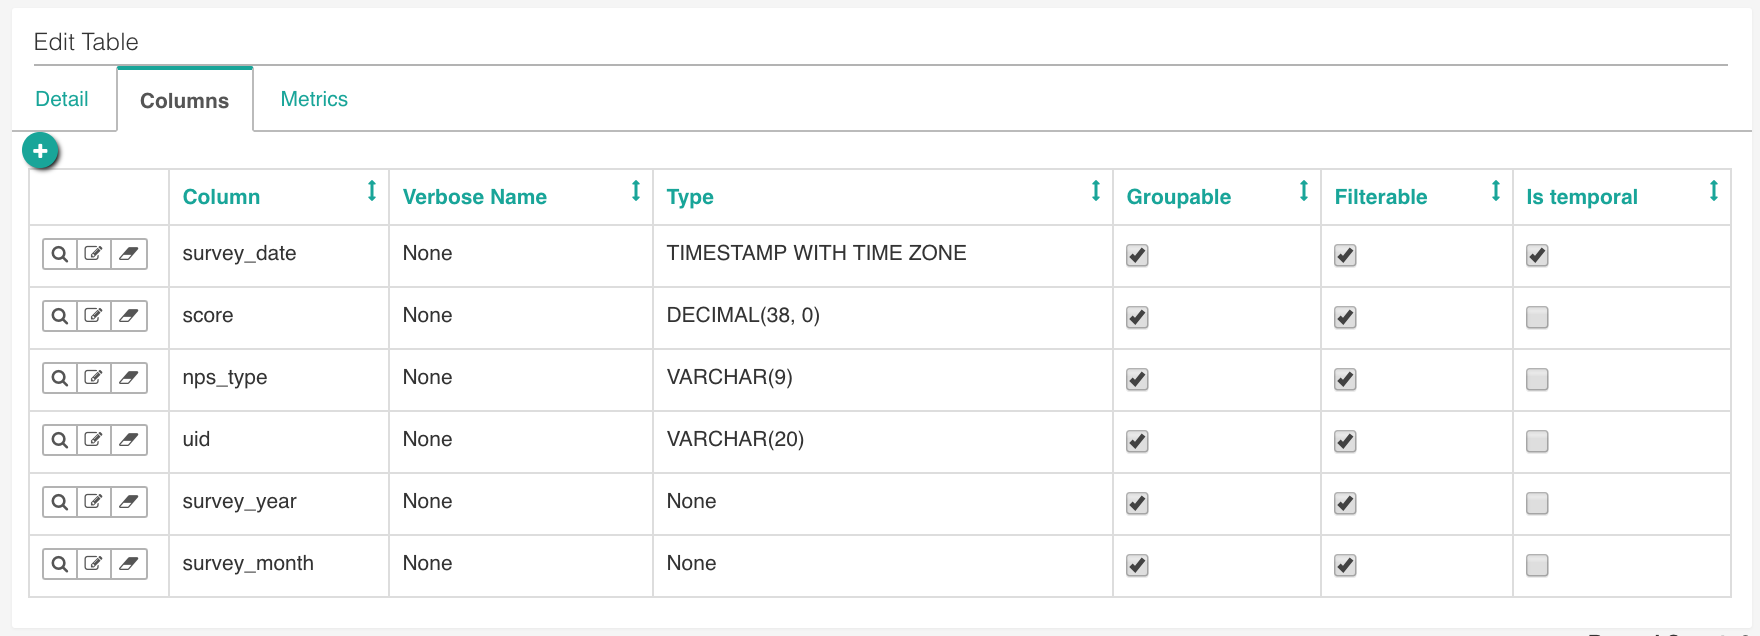 Edit Table
Detail Columns Metrics
Column Verbose Name Type Groupable Filterable Is temporal
survey_date None TIMESTAMP WITH TIME ZONE
score None DECIMAL(38, 0)
nps_type None VARCHAR(9)
uid None VARCHAR(20)
survey_year None None
survey_month None None